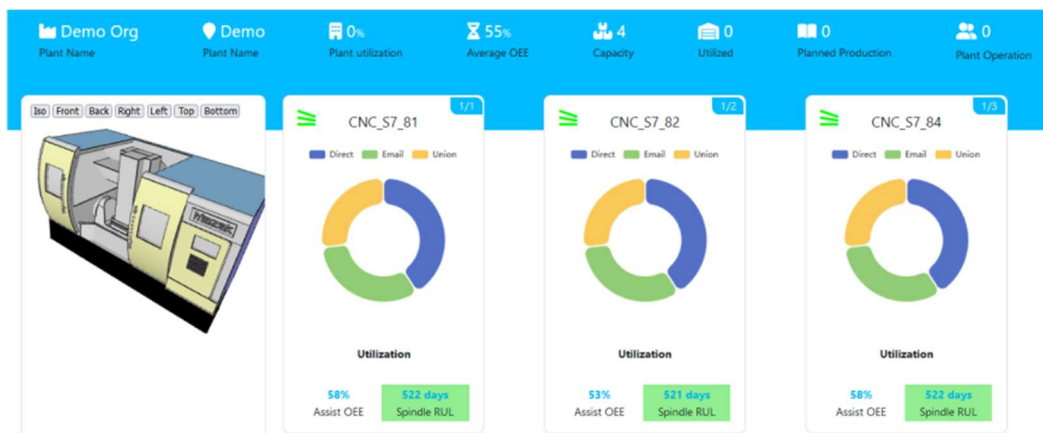 Demo Org
Plant Name
Demo
Plant Name
0%
Plant utilization
55%
Average OEE
4
Capacity
0
Utilized
0
Planned Production
0
Plant Operation
Iso Front Back Right Left Top Bottom
Mazak
1/1
CNC_S7_81
Direct Email Union
Utilization
58%
Assist OEE
522 days
Spindle RUL
1/2
CNC_S7_82
Direct Email Union
Utilization
53%
Assist OEE
521 days
Spindle RUL
1/3
CNC_S7_84
Direct Email Union
Utilization
58%
Assist OEE
522 days
Spindle RUL